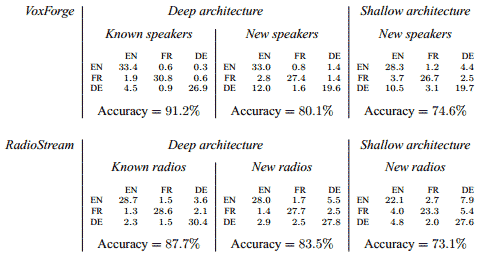 VoxForge Deep architecture Shallow architecture
Known speakers New speakers New speakers
EN FR DE EN FR DE EN FR DE
EN 33.4 0.6 0.3 EN 33.0 0.8 1.4 EN 28.3 1.2 4.4
FR 1.9 30.8 0.6 FR 2.8 27.4 1.4 FR 3.7 26.7 2.5
DE 4.5 0.9 26.9 DE 12.0 1.6 19.6 DE 10.5 3.1 19.7
Accuracy = 91.2% Accuracy = 80.1% Accuracy = 74.6%
RadioStream Deep architecture Shallow architecture
Known radios New radios New radios
EN FR DE EN FR DE EN FR DE
EN 28.7 1.5 3.6 EN 28.0 1.7 5.5 EN 22.1 2.7 7.9
FR 1.3 28.6 2.1 FR 1.4 27.7 2.5 FR 4.0 23.3 5.4
DE 2.3 1.5 30.4 DE 2.9 2.5 27.8 DE 4.8 2.0 27.6
Accuracy = 87.7% Accuracy = 83.5% Accuracy = 73.1%